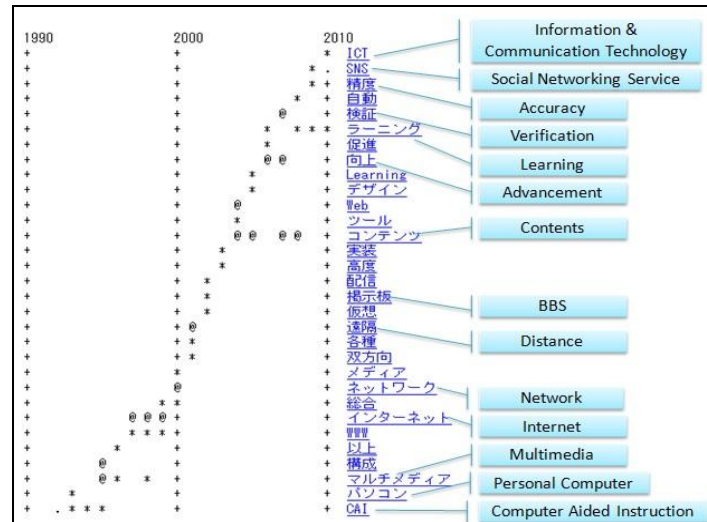 1990 2000 2010
+ + * ICT Information & Communication Technology
+ + * . SNS Social Networking Service
+ + * + 精度 Accuracy
+ + * + 自動
+ + @ + 検証 Verification
+ + * * * * ラーニング Learning
+ + * + 促進
+ + @ @ + 向上 Advancement
+ + * + Learning
+ + * + デザイン
+ + @ + Web
+ + * + ツール
+ + @ @ @ @ + コンテンツ Contents
+ + * + 実装
+ + * + 高度
+ + * + 配信
+ + * + 掲示板 BBS
+ + * + 仮想
+ + @ + 遠隔 Distance
+ + * + 各種
+ + * + 双方向
+ * + メディア
+ @ + ネットワーク Network
+ * * + 総合
+ @ @ @ + + インターネット Internet
+ * * * + + WWW
+ * + + 以上
+ @ + + 構成
+ @ * * + + マルチメディア Multimedia
+ * + + パソコン Personal Computer
+ . * * * + + CAI Computer Aided Instruction